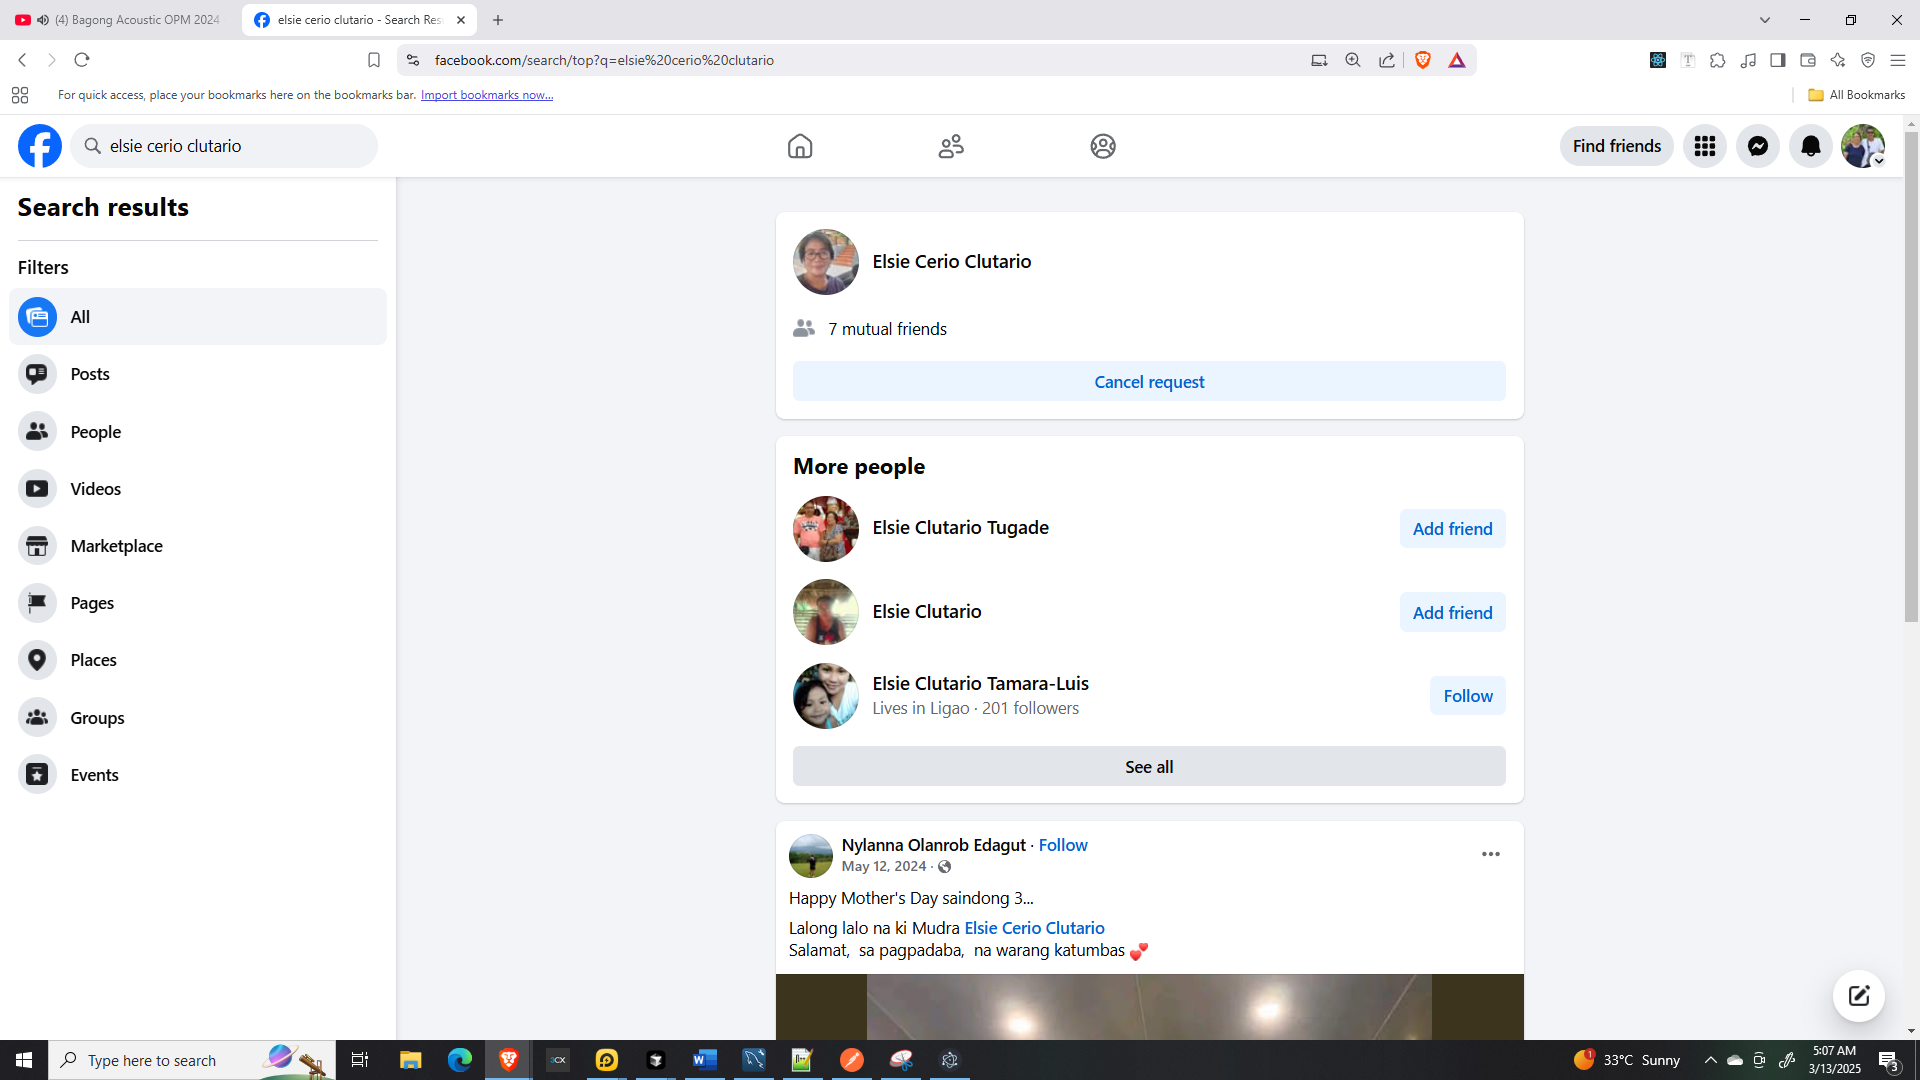 (4) Bagong Acoustic OPM 2024
elsie cerio clutario - Search Res
facebook.com/search/top?q=elsie%20cerio%20clutario
For quick access, place your bookmarks here on the bookmarks bar. Import bookmarks now...
All Bookmarks
elsie cerio clutario
Find friends
Search results
Filters
All
Posts
People
Videos
Marketplace
Pages
Places
Groups
Events
Elsie Cerio Clutario
7 mutual friends
Cancel request
More people
Elsie Clutario Tugade
Add friend
Elsie Clutario
Add friend
Elsie Clutario Tamara-Luis
Lives in Ligao · 201 followers
Follow
See all
Nylanna Olanrob Edagut · Follow
May 12, 2024 ·
Happy Mother's Day saindong 3...
Lalong lalo na ki Mudra Elsie Cerio Clutario
Salamat, sa pagpadaba, na warang katumbas 💕
Type here to search
33°C Sunny
5:07 AM
3/13/2025